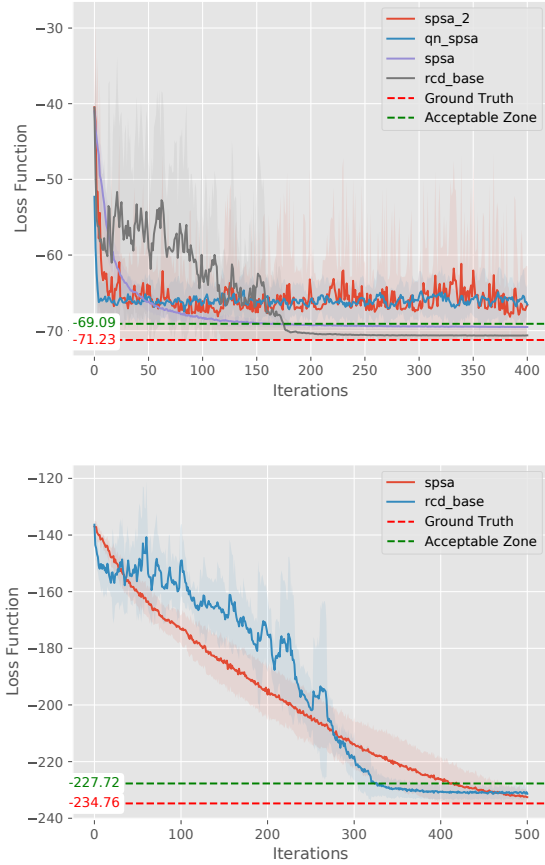 −30
−40
−50
−60
−70
Loss Function
-69.09
-71.23
spsa_2
qn_spsa
spsa
rcd_base
Ground Truth
Acceptable Zone
0 50 100 150 200 250 300 350 400
Iterations
−120
−140
−160
−180
−200
−220
−240
Loss Function
-227.72
-234.76
spsa
rcd_base
Ground Truth
Acceptable Zone
0 100 200 300 400 500
Iterations